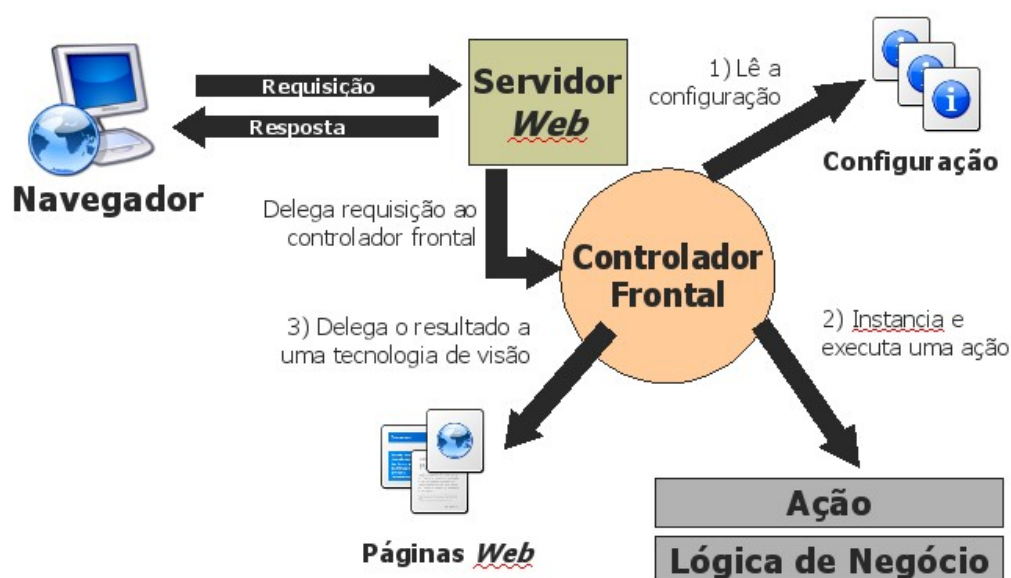 Requisição
Resposta
Navegador
Servidor
Web
1) Lê a
configuração
Configuração
Delega requisição ao
controlador frontal
Controlador
Frontal
3) Delega o resultado a
uma tecnologia de visão
2) Instancia e
executa uma ação
Páginas Web
Ação
Lógica de Negócio